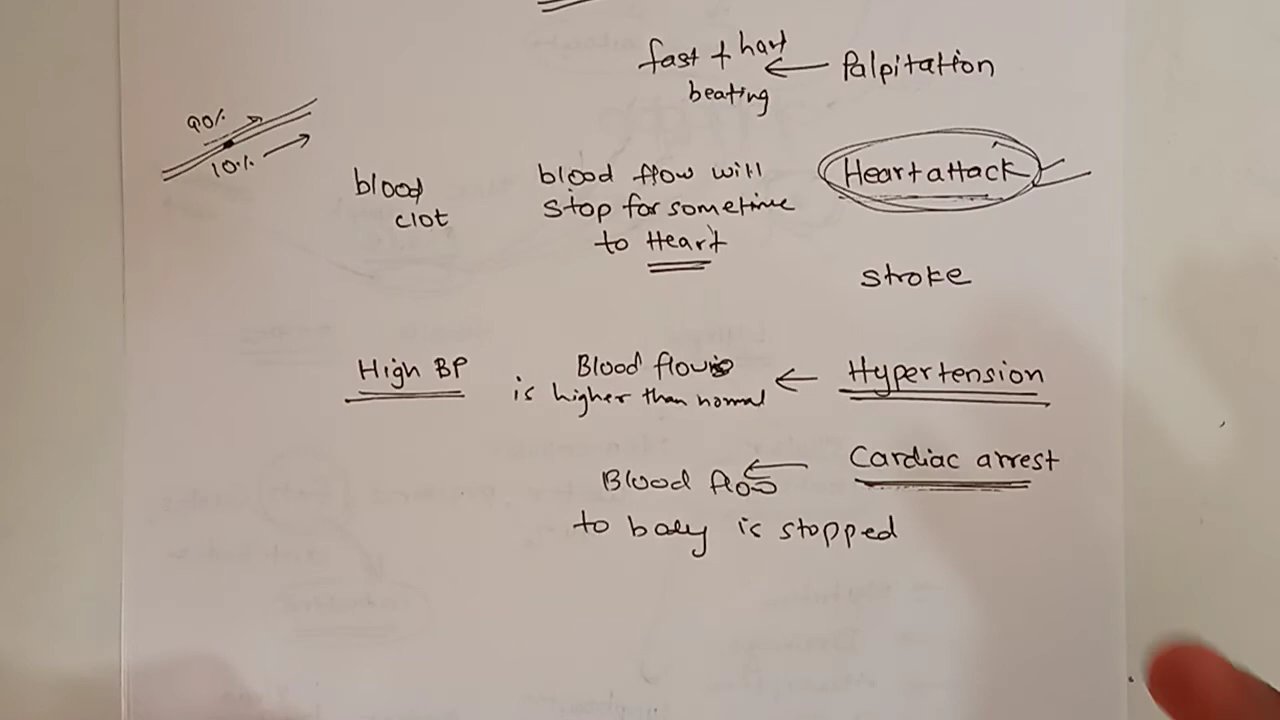 fast + hart ← Palpitation
beating
90%
10%
blood
clot
blood flow will
stop for sometime
to Heart
Heart attack
stroke
High BP
Blood flow
is higher than normal
← Hypertension
← Cardiac arrest
Blood flow
to body is stopped